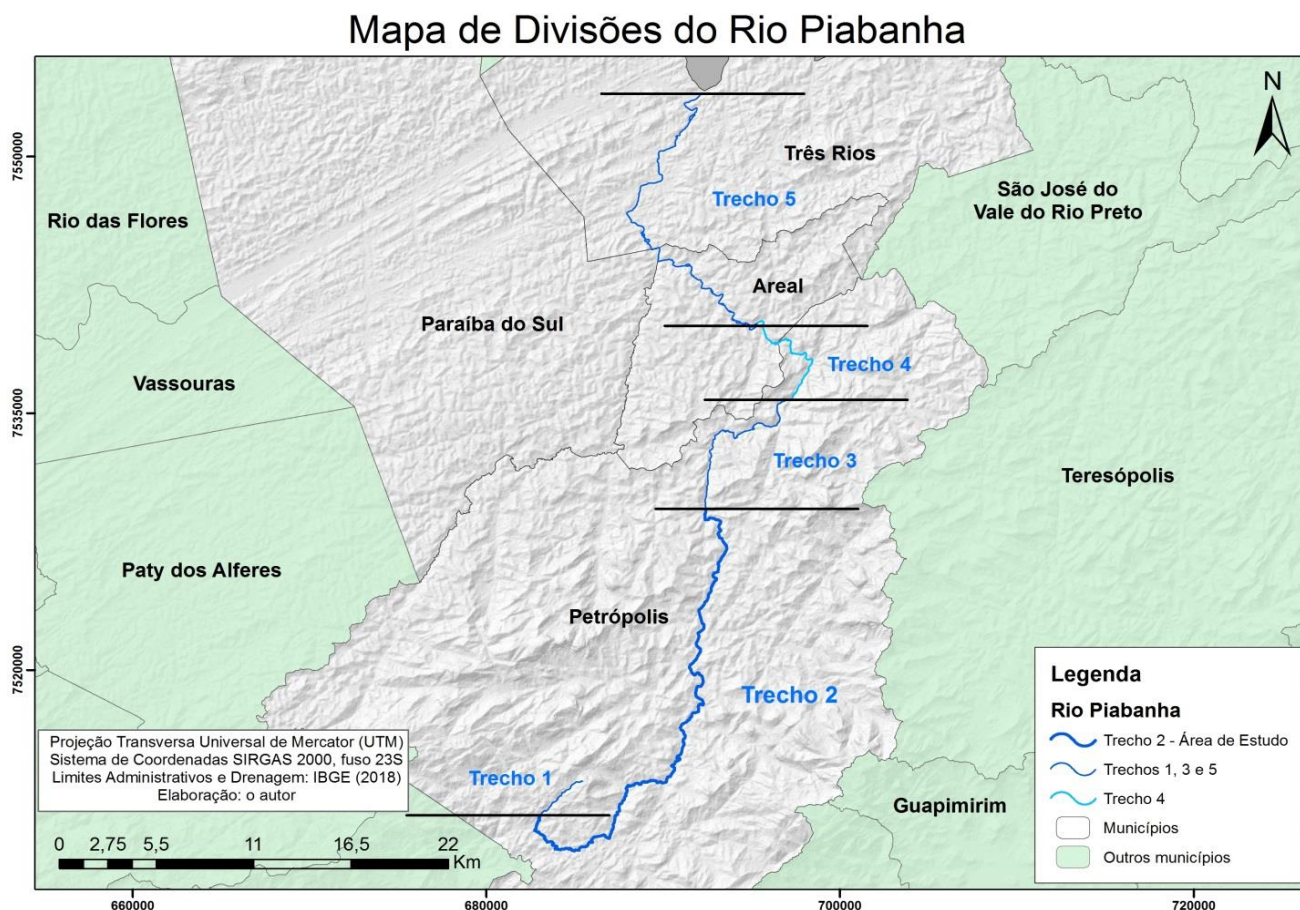 Mapa de Divisões do Rio Piabanha
N
7550000
7535000
7520000
Três Rios
São José do
Vale do Rio Preto
Trecho 5
Rio das Flores
Areal
Paraíba do Sul
Trecho 4
Vassouras
Trecho 3
Teresópolis
Paty dos Alferes
Petrópolis
Trecho 2
Trecho 1
Guapimirim
Projeção Transversa Universal de Mercator (UTM)
Sistema de Coordenadas SIRGAS 2000, fuso 23S
Limites Administrativos e Drenagem: IBGE (2018)
Elaboração: o autor
0 2,75 5,5 11 16,5 22
Km
Legenda
Rio Piabanha
Trecho 2 - Área de Estudo
Trechos 1, 3 e 5
Trecho 4
Municípios
Outros municípios
660000 680000 700000 720000